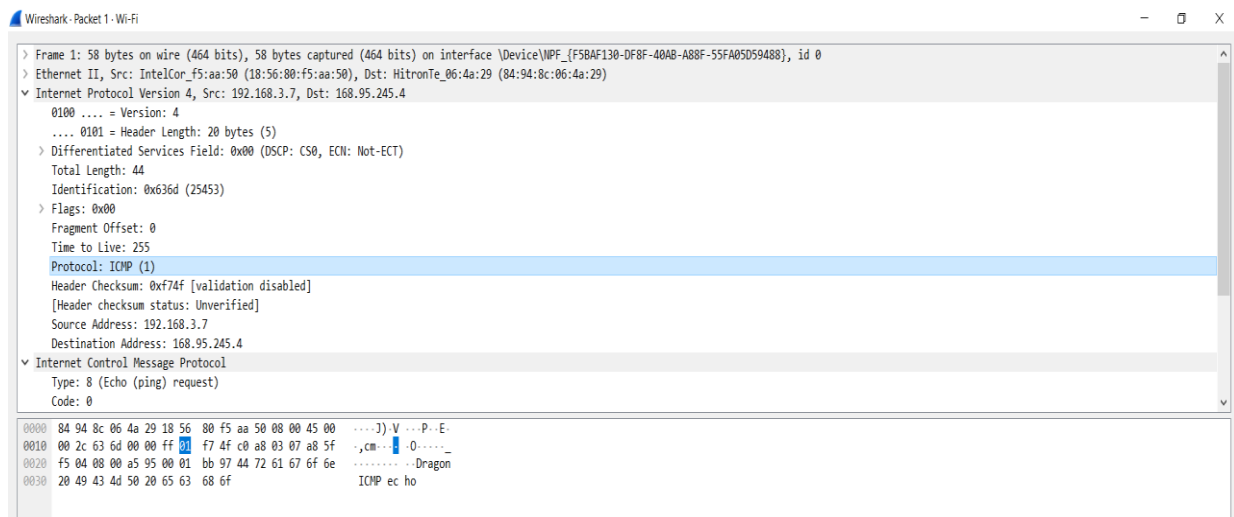 Wireshark · Packet 1 · Wi-Fi
Frame 1: 58 bytes on wire (464 bits), 58 bytes captured (464 bits) on interface \Device\NPF_{F5BAF130-DF8F-40AB-A88F-55FA05D59488}, id 0
Ethernet II, Src: IntelCor_f5:aa:50 (18:56:80:f5:aa:50), Dst: HitronTe_06:4a:29 (84:94:8c:06:4a:29)
Internet Protocol Version 4, Src: 192.168.3.7, Dst: 168.95.245.4
0100 .... = Version: 4
.... 0101 = Header Length: 20 bytes (5)
Differentiated Services Field: 0x00 (DSCP: CS0, ECN: Not-ECT)
Total Length: 44
Identification: 0x636d (25453)
Flags: 0x00
Fragment Offset: 0
Time to Live: 255
Protocol: ICMP (1)
Header Checksum: 0xf74f [validation disabled]
[Header checksum status: Unverified]
Source Address: 192.168.3.7
Destination Address: 168.95.245.4
Internet Control Message Protocol
Type: 8 (Echo (ping) request)
Code: 0
0000 84 94 8c 06 4a 29 18 56 80 f5 aa 50 08 00 45 00 ····J)·V ···P··E·
0010 00 2c 63 6d 00 00 ff 01 f7 4f c0 a8 03 07 a8 5f ·,cm···· ·O·····_
0020 f5 04 08 00 a5 95 00 01 bb 97 44 72 61 67 6f 6e ········ ··Dragon
0030 20 49 43 4d 50 20 65 63 68 6f ICMP ec ho